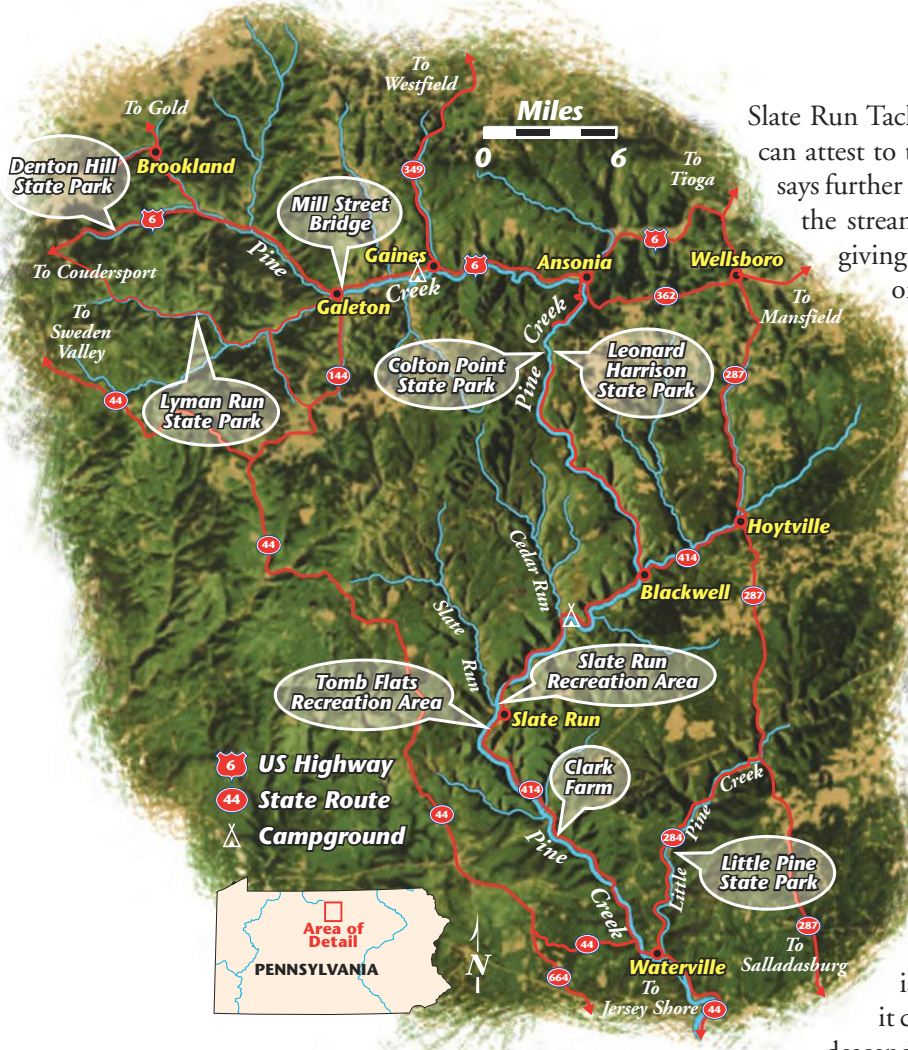 To
Westfield
To Gold
Miles
0 6
Slate Run Tacl
can attest to t
says further
the strean
giving
o
Denton Hill
State Park
Brookland
349
To
Tioga
Mill Street
Bridge
6
6
Pine
Gaines
6
Ansonia
Wellsboro
To Coudersport
Creek
Galeton
362
To
Mansfield
To
Sweden
Valley
Creek
Colton Point
State Park
Leonard
Harrison
State Park
Pine
144
287
44
Lyman Run
State Park
Hoytville
44
Cedar Run
414
Blackwell
287
Slate
Run
Slate Run
Recreation Area
Tomb Flats
Recreation Area
Slate Run
6 US Highway
44 State Route
Campground
Clark
Farm
414
44
Creek
Pine
284
Little
Pine
Little Pine
State Park
Creek
Area of
Detail
PENNSYLVANIA
N
44
287
To
Salladasburg
Waterville
664
To
Jersey Shore
44
is
it c